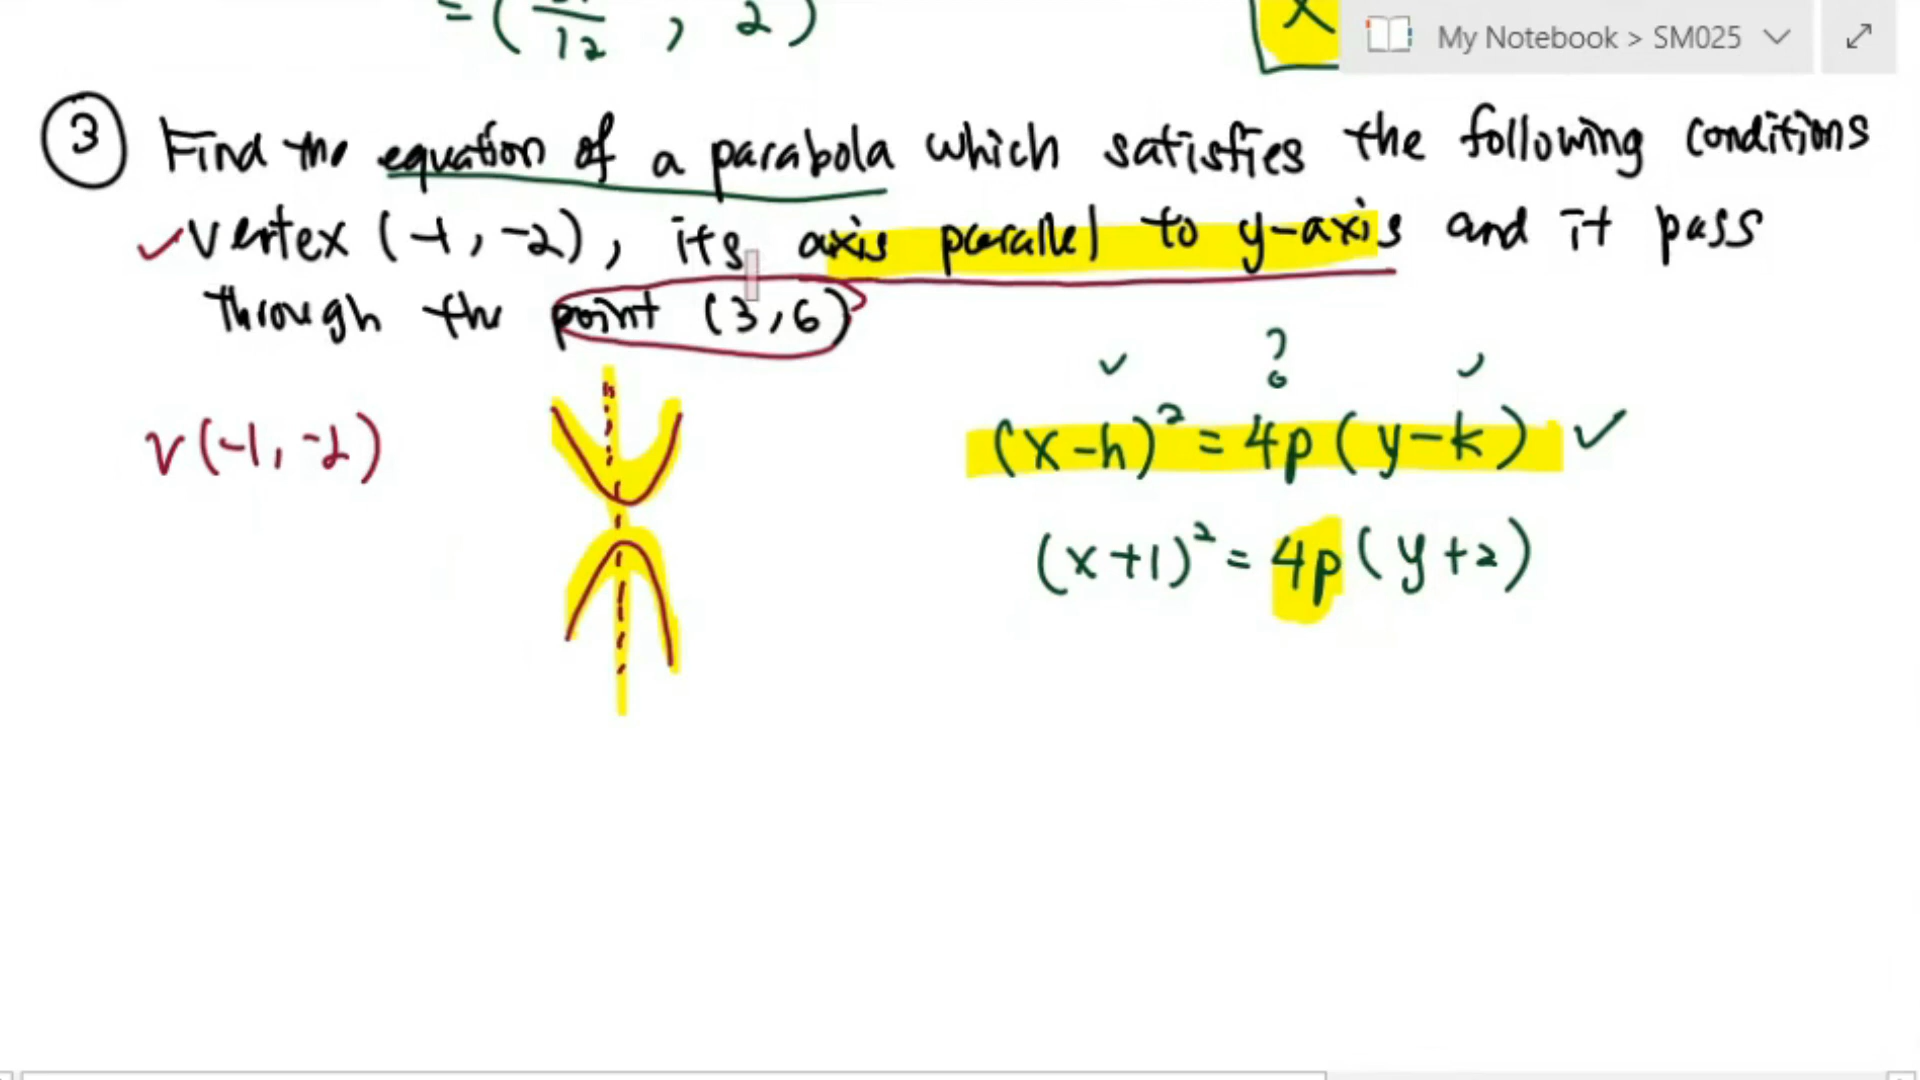 = ( /12 , 2)
x
My Notebook > SM025
③ Find the equation of a parabola which satisfies the following conditions
✓ vertex (-1, -2), its axis parallel to y-axis and it pass
through the point (3,6)
✓ ? ✓
V(-1, -2)
(x-h)² = 4p(y-k) ✓
(x+1)² = 4p(y+2)